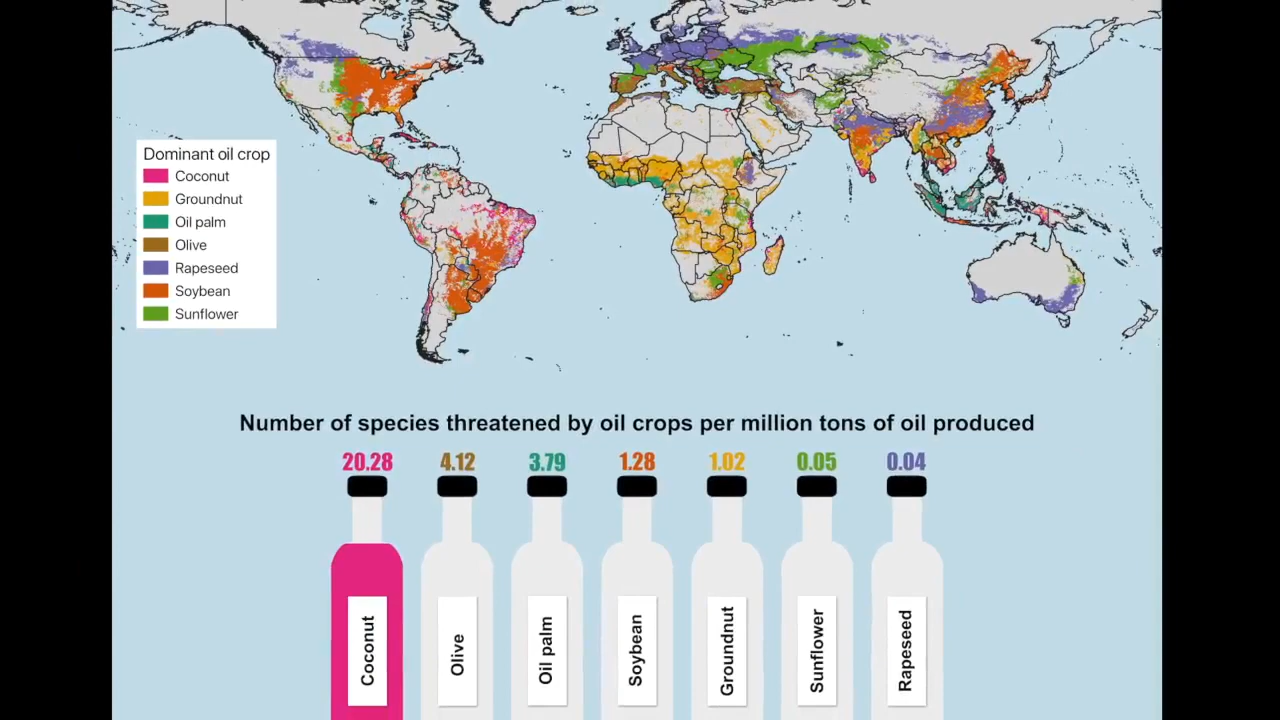 Dominant oil crop
Coconut
Groundnut
Oil palm
Olive
Rapeseed
Soybean
Sunflower
Number of species threatened by oil crops per million tons of oil produced
20.28 4.12 3.79 1.28 1.02 0.05 0.04
Coconut Olive Oil palm Soybean Groundnut Sunflower Rapeseed